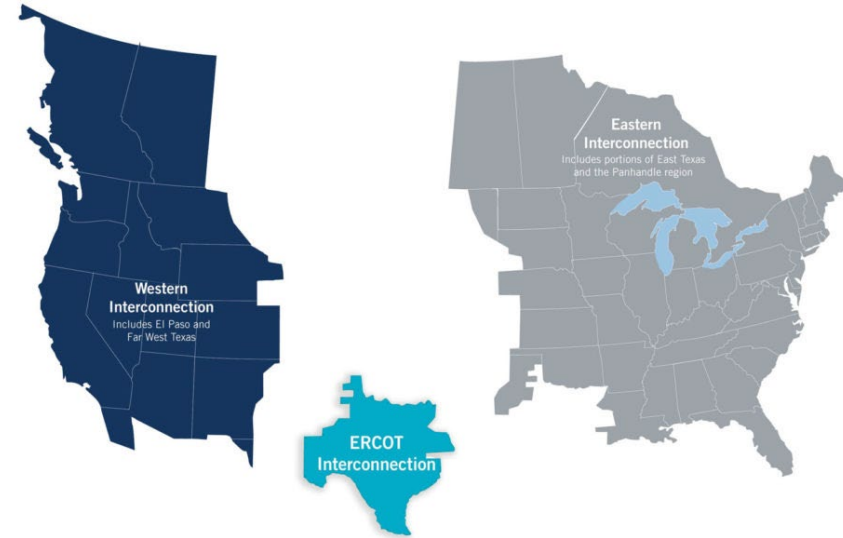 Western
Interconnection
Includes El Paso and
Far West Texas
ERCOT
Interconnection
Eastern
Interconnection
Includes portions of East Texas
and the Panhandle region